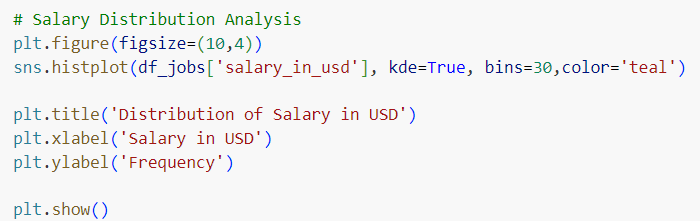 # Salary Distribution Analysis
plt.figure(figsize=(10,4))
sns.histplot(df_jobs['salary_in_usd'], kde=True, bins=30,color='teal')
plt.title('Distribution of Salary in USD')
plt.xlabel('Salary in USD')
plt.ylabel('Frequency')
plt.show()